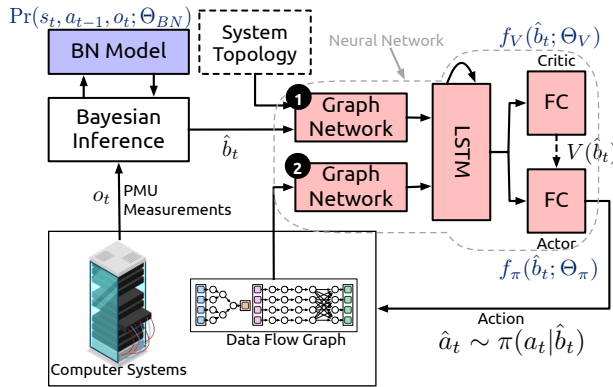 Pr(s_t, a_{t-1}, o_t; Θ_{BN})
BN Model
System
Topology
Neural Network
f_V(b̂_t; Θ_V)
Critic
Bayesian
Inference
b̂_t
1
Graph
Network
2
Graph
Network
LSTM
FC
V(b̂_t)
FC
Actor
f_π(b̂_t; Θ_π)
o_t
PMU
Measurements
Computer Systems
Data Flow Graph
Action
â_t ∼ π(a_t|b̂_t)